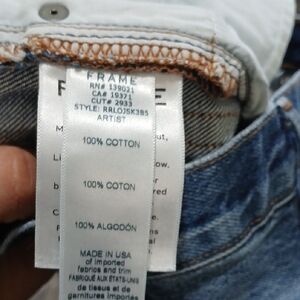 FRAME
RN# 139021
CA# 19371
CUT# 2933
STYLE: RRLOJSK385
ARTIST
100% COTTON
100% COTON
100% ALGODÓN
MADE IN USA
of imported
fabrics and trim
FABRIQUÉ AUX ÉTATS-UNIS
de tissus et de
garnitures importés